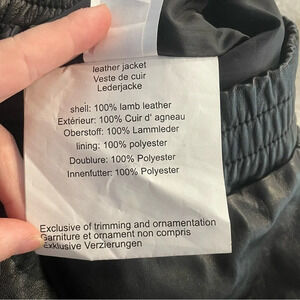 leather jacket
Veste de cuir
Lederjacke
shell: 100% lamb leather
Extérieur: 100% Cuir d' agneau
Oberstoff: 100% Lammleder
lining: 100% polyester
Doublure: 100% Polyester
Innenfutter: 100% Polyester
Exclusive of trimming and ornamentation
Garniture et ornament non compris
Exklusive Verzierungen